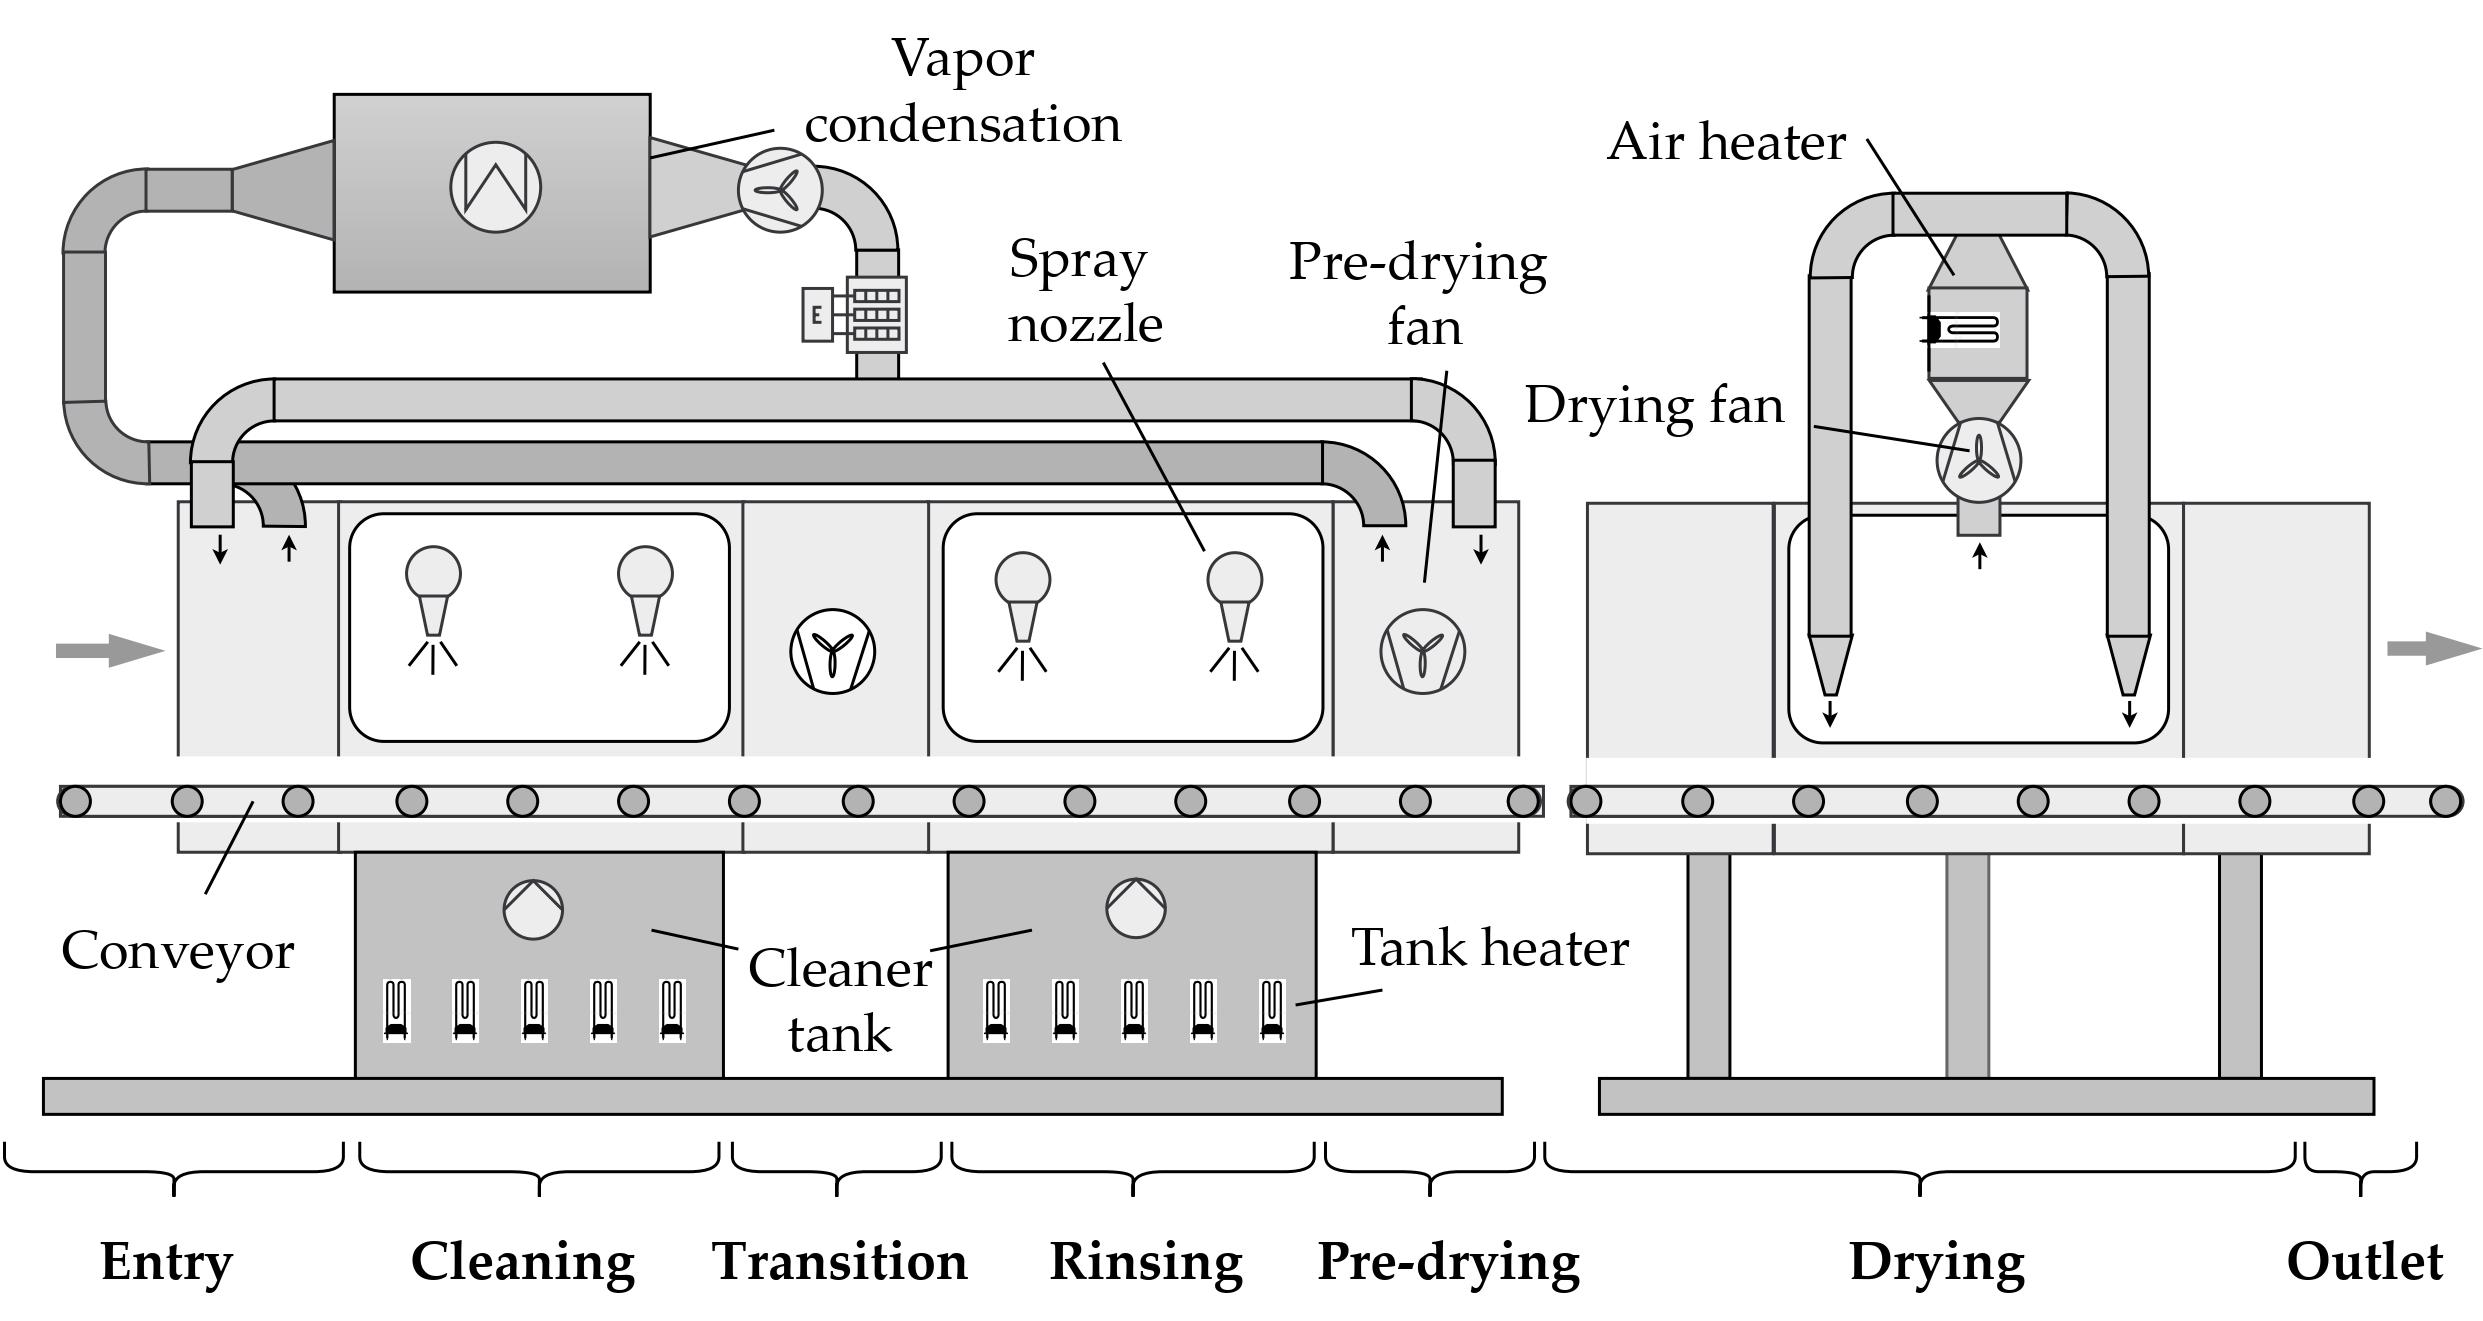 Vapor
condensation
Air heater
Spray
nozzle
Pre-drying
fan
E
Drying fan
Conveyor
Cleaner
tank
Tank heater
Entry
Cleaning
Transition
Rinsing
Pre-drying
Drying
Outlet